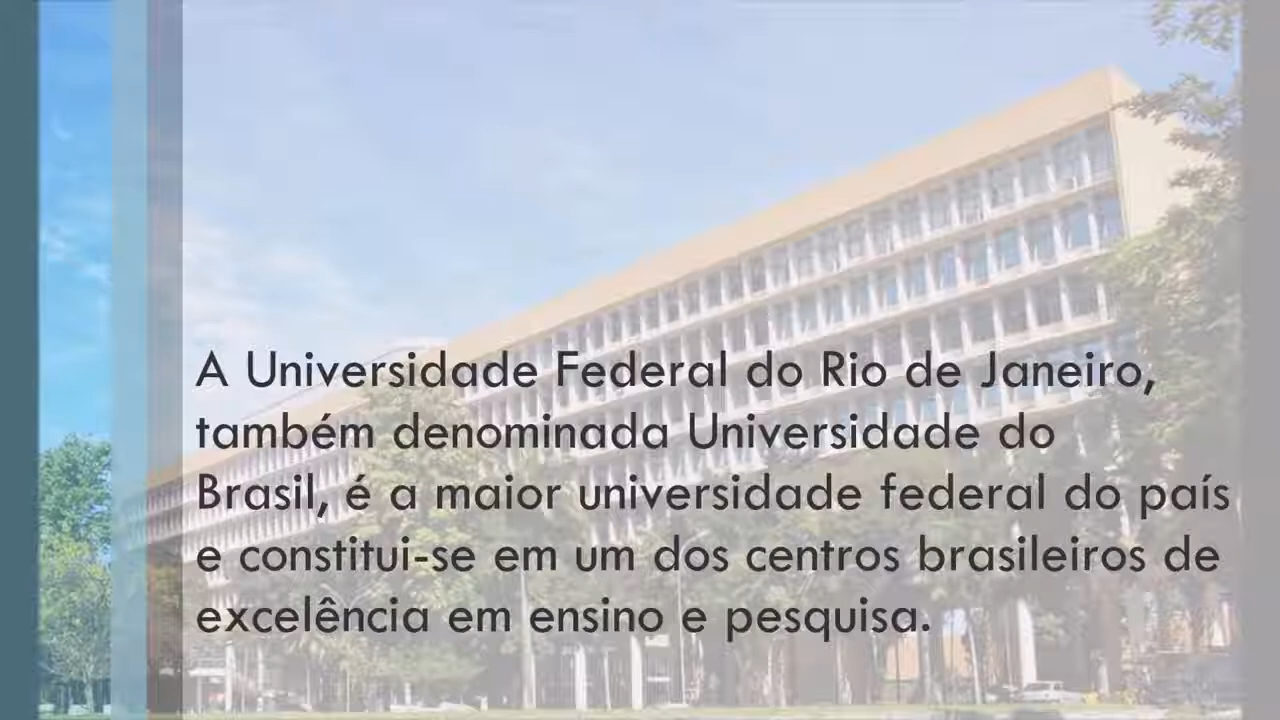 A Universidade Federal do Rio de Janeiro,
também denominada Universidade do
Brasil, é a maior universidade federal do país
e constitui-se em um dos centros brasileiros de
excelência em ensino e pesquisa.